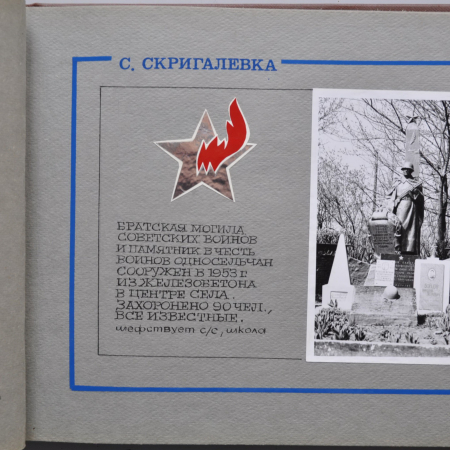 С. СКРИГАЛЕВКА
БРАТСКАЯ МОГИЛА
СОВЕТСКИХ ВОИНОВ
И ПАМЯТНИК В ЧЕСТЬ
ВОИНОВ ОДНОСЕЛЬЧАН
СООРУЖЕН В 1953 Г
ИЗ ЖЕЛЕЗОБЕТОНА
В ЦЕНТРЕ СЕЛА.
ЗАХОРОНЕНО 90 ЧЕЛ.,
ВСЕ ИЗВЕСТНЫЕ.
шефствует с/с, школа